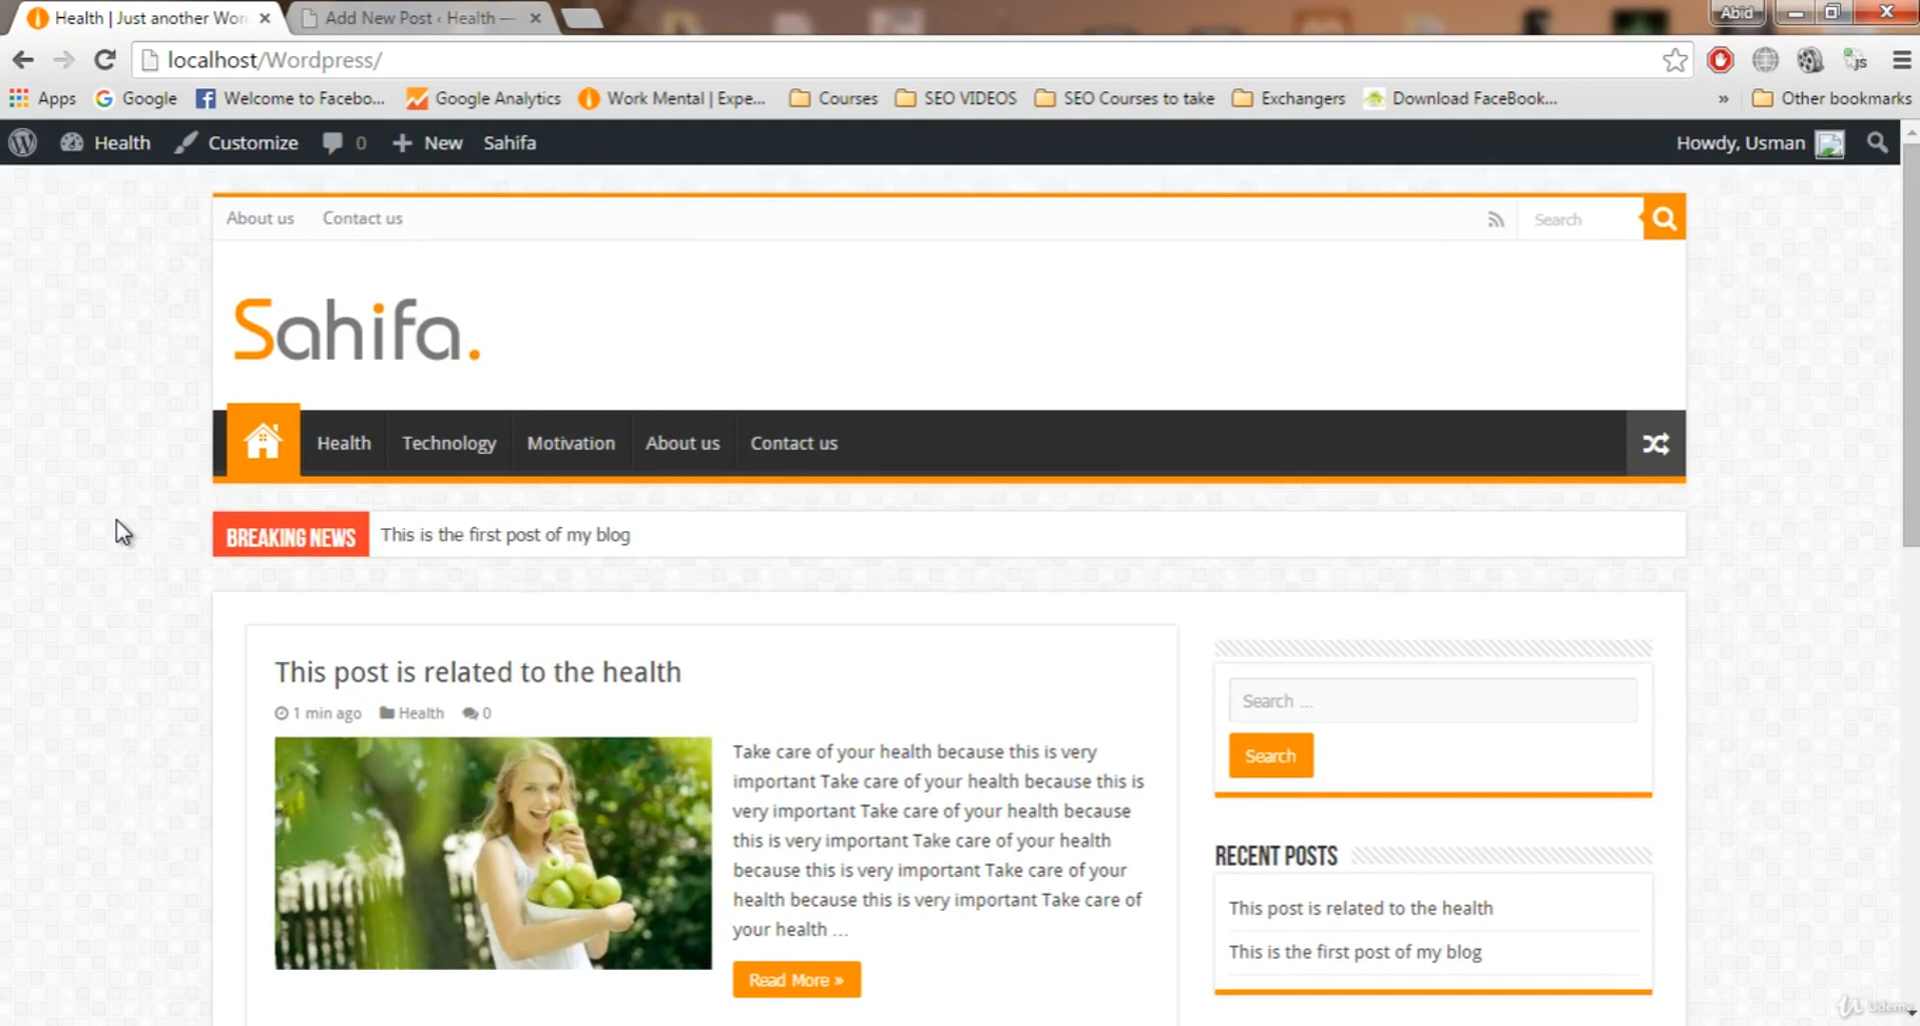 Health | Just another Wor
Add New Post ‹ Health —
Abid
localhost/Wordpress/
Apps
Google
Welcome to Facebo...
Google Analytics
Work Mental | Expe...
Courses
SEO VIDEOS
SEO Courses to take
Exchangers
Download FaceBook...
»
Other bookmarks
Health
Customize
0
New
Sahifa
Howdy, Usman
About us
Contact us
Search
Sahifa.
Health
Technology
Motivation
About us
Contact us
BREAKING NEWS
This is the first post of my blog
This post is related to the health
1 min ago
Health
0
Take care of your health because this is very
important Take care of your health because this is
very important Take care of your health because
this is very important Take care of your health
because this is very important Take care of your
health because this is very important Take care of
your health ...
Read More »
Search ...
Search
RECENT POSTS
This post is related to the health
This is the first post of my blog
Udemy